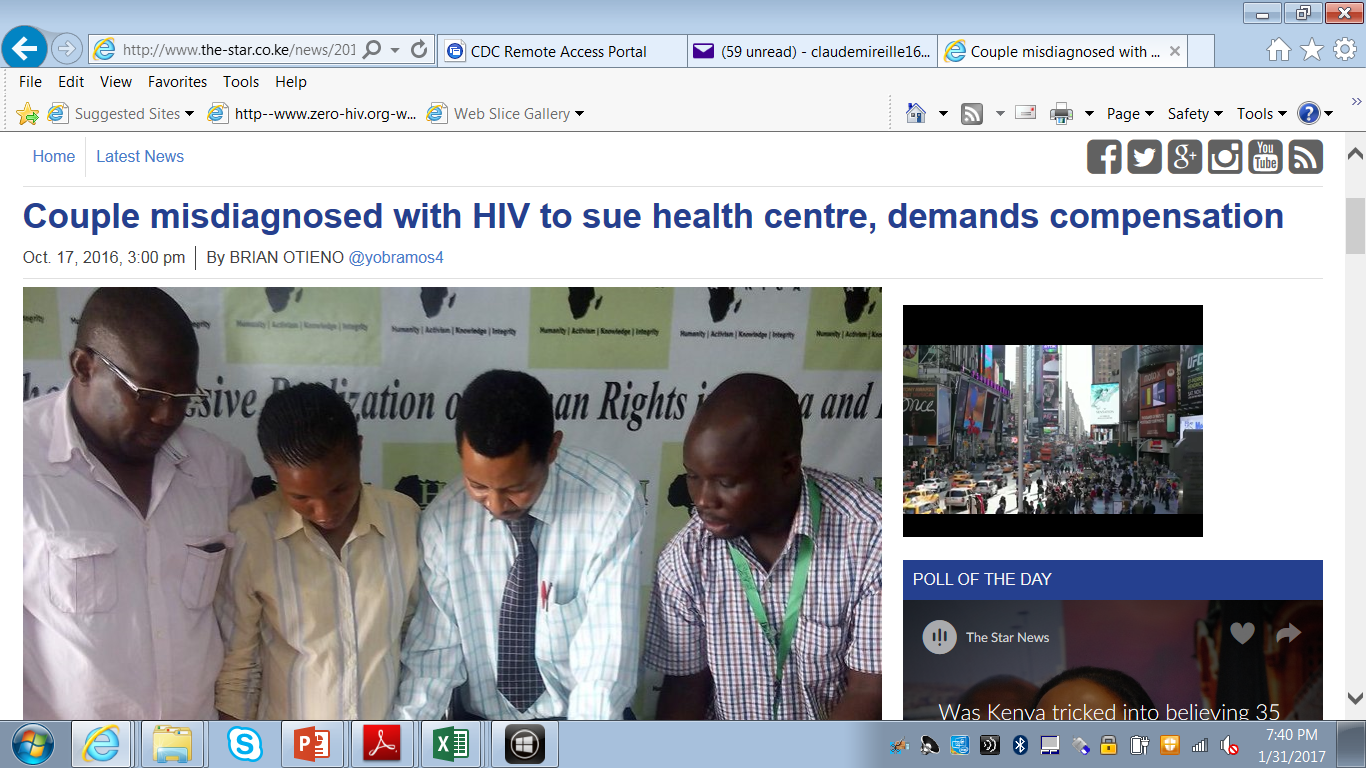 http://www.the-star.co.ke/news/201
CDC Remote Access Portal
(59 unread) - claudemireille16...
Couple misdiagnosed with ...
File Edit View Favorites Tools Help
Suggested Sites
http--www.zero-hiv.org-w...
Web Slice Gallery
Page Safety Tools
Home Latest News
You Tube
Couple misdiagnosed with HIV to sue health centre, demands compensation
Oct. 17, 2016, 3:00 pm By BRIAN OTIENO @yobramos4
Humanity | Activism | Knowledge | Integrity
Humanity | Activism | Knowledge | Integrity
Humanity | Activism | Knowledge | Integrity
Rights
and
POLL OF THE DAY
The Star News
Was Kenya tricked into believing 35
7:40 PM
1/31/2017